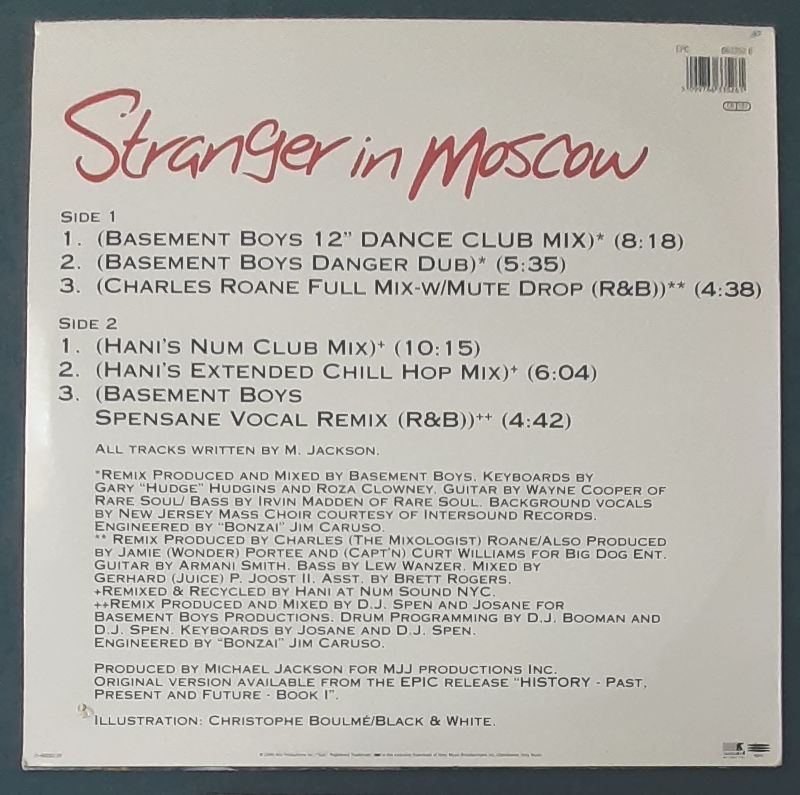 EPC
Stranger in Moscow
SIDE 1
1. (BASEMENT BOYS 12" DANCE CLUB MIX)* (8:18)
2. (BASEMENT BOYS DANGER DUB)* (5:35)
3. (CHARLES ROANE FULL MIX-W/MUTE DROP (R&B))** (4:38)
SIDE 2
1. (HANI'S NUM CLUB MIX)+ (10:15)
2. (HANI'S EXTENDED CHILL HOP MIX)+ (6:04)
3. (BASEMENT BOYS
SPENSANE VOCAL REMIX (R&B))++ (4:42)
ALL TRACKS WRITTEN BY M. JACKSON.
*REMIX PRODUCED AND MIXED BY BASEMENT BOYS. KEYBOARDS BY
GARY "HUDGE" HUDGINS AND ROZA CLOWNEY. GUITAR BY WAYNE COOPER OF
RARE SOUL/ BASS BY IRVIN MADDEN OF RARE SOUL. BACKGROUND VOCALS
BY NEW JERSEY MASS CHOIR COURTESY OF INTERSOUND RECORDS.
ENGINEERED BY "BONZAI" JIM CARUSO.
** REMIX PRODUCED BY CHARLES (THE MIXOLOGIST) ROANE/ALSO PRODUCED
BY JAMIE (WONDER) PORTEE AND (CAPT'N) CURT WILLIAMS FOR BIG DOG ENT.
GUITAR BY ARMANI SMITH. BASS BY LEW WANZER. MIXED BY
GERHARD (JUICE) P. JOOST II. ASST. BY BRETT ROGERS.
+REMIXED & RECYCLED BY HANI AT NUM SOUND NYC.
++REMIX PRODUCED AND MIXED BY D.J. SPEN AND JOSANE FOR
BASEMENT BOYS PRODUCTIONS. DRUM PROGRAMMING BY D.J. BOOMAN AND
D.J. SPEN. KEYBOARDS BY JOSANE AND D.J. SPEN.
ENGINEERED BY "BONZAI" JIM CARUSO.
PRODUCED BY MICHAEL JACKSON FOR MJJ PRODUCTIONS INC.
ORIGINAL VERSION AVAILABLE FROM THE EPIC RELEASE "HISTORY - PAST,
PRESENT AND FUTURE - BOOK I".
ILLUSTRATION: CHRISTOPHE BOULMÉ/BLACK & WHITE.